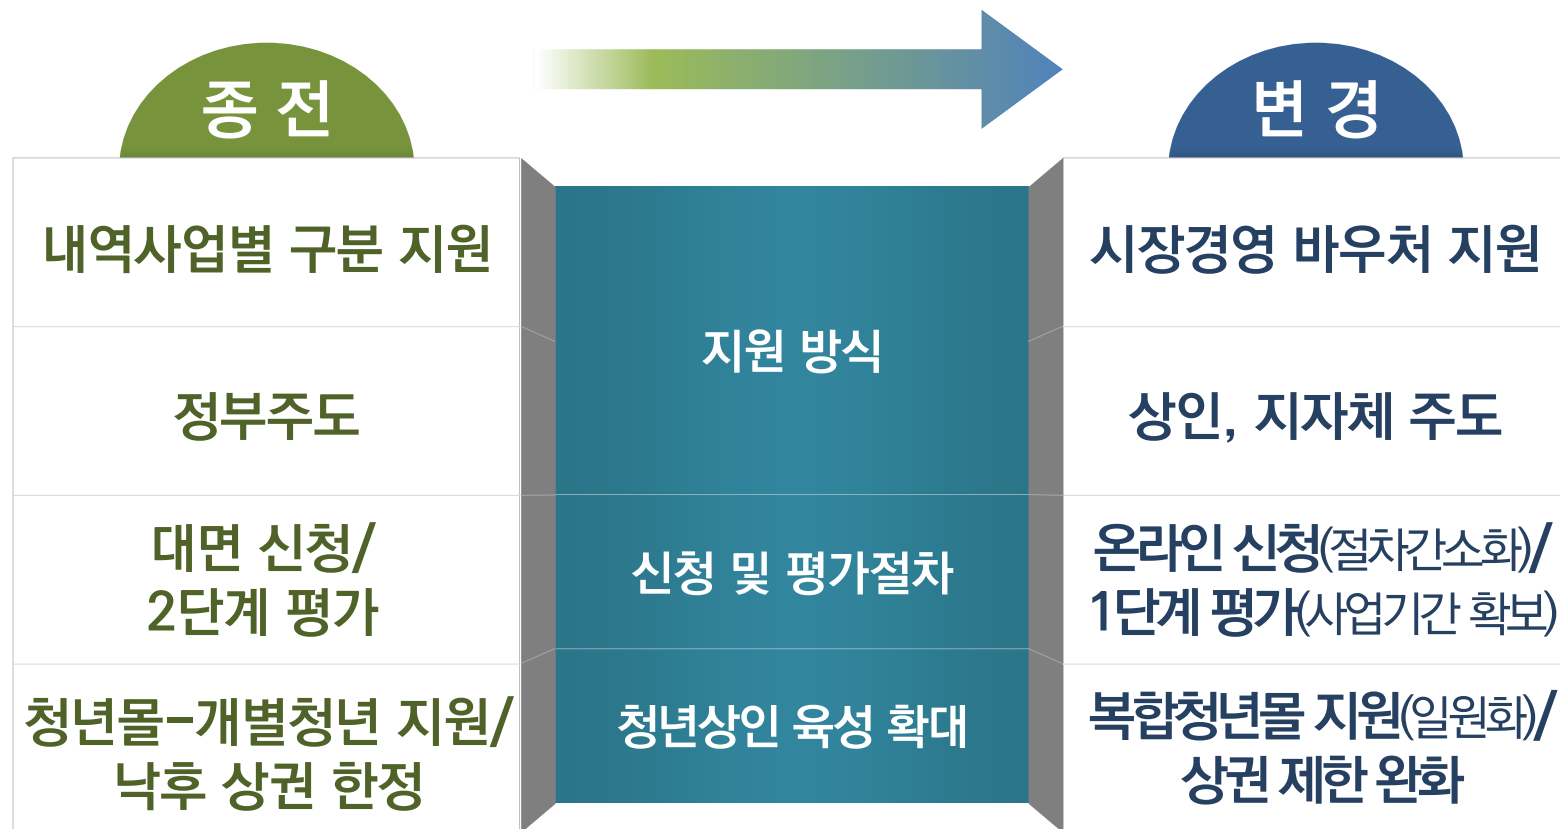 종 전
변 경
내역사업별 구분 지원
지원 방식
시장경영 바우처 지원
정부주도
상인, 지자체 주도
대면 신청/
2단계 평가
신청 및 평가절차
온라인 신청(절차간소화)/
1단계 평가(사업기간 확보)
청년몰-개별청년 지원/
낙후 상권 한정
청년상인 육성 확대
복합청년몰 지원(일원화)/
상권 제한 완화